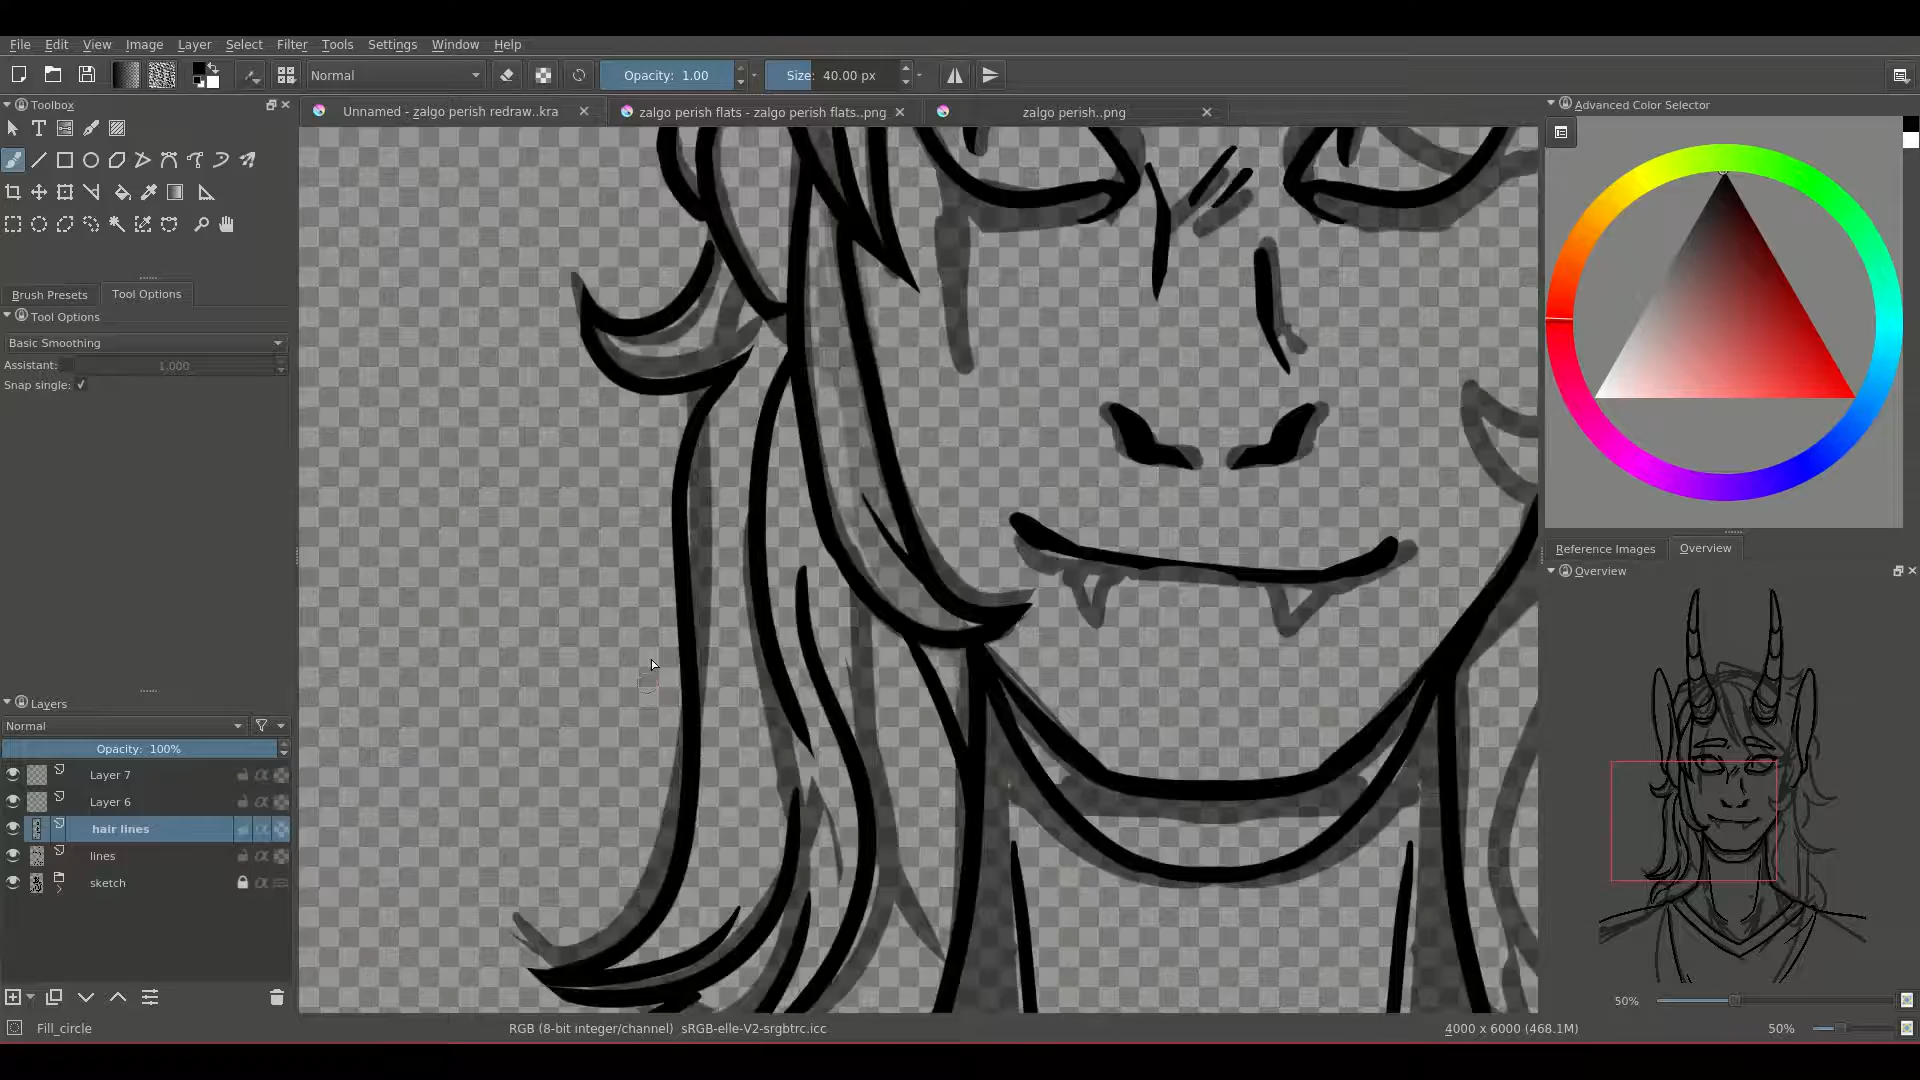 File Edit View Image Layer Select Filter Tools Settings Window Help
Normal Opacity: 1.00 Size: 40.00 px
Toolbox
Unnamed - zalgo perish redraw..kra
zalgo perish flats - zalgo perish flats..png
zalgo perish..png
Advanced Color Selector
Brush Presets Tool Options
Tool Options
Basic Smoothing
Assistant: 1.000
Snap single:
Reference Images Overview
Overview
Layers
Normal
Opacity: 100%
Layer 7
Layer 6
hair lines
lines
sketch
50%
Fill_circle
RGB (8-bit integer/channel) sRGB-elle-V2-srgbtrc.icc
4000 x 6000 (468.1M)
50%